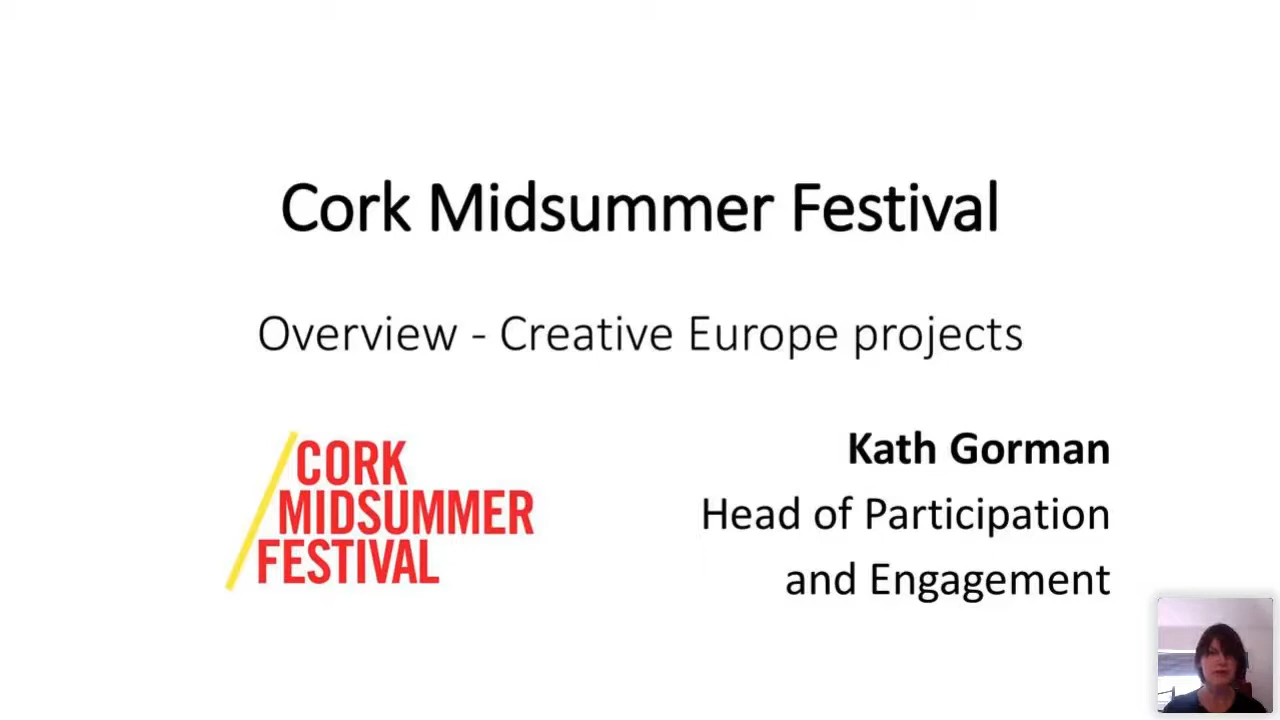 Cork Midsummer Festival
Overview - Creative Europe projects
CORK
MIDSUMMER
FESTIVAL
Kath Gorman
Head of Participation
and Engagement